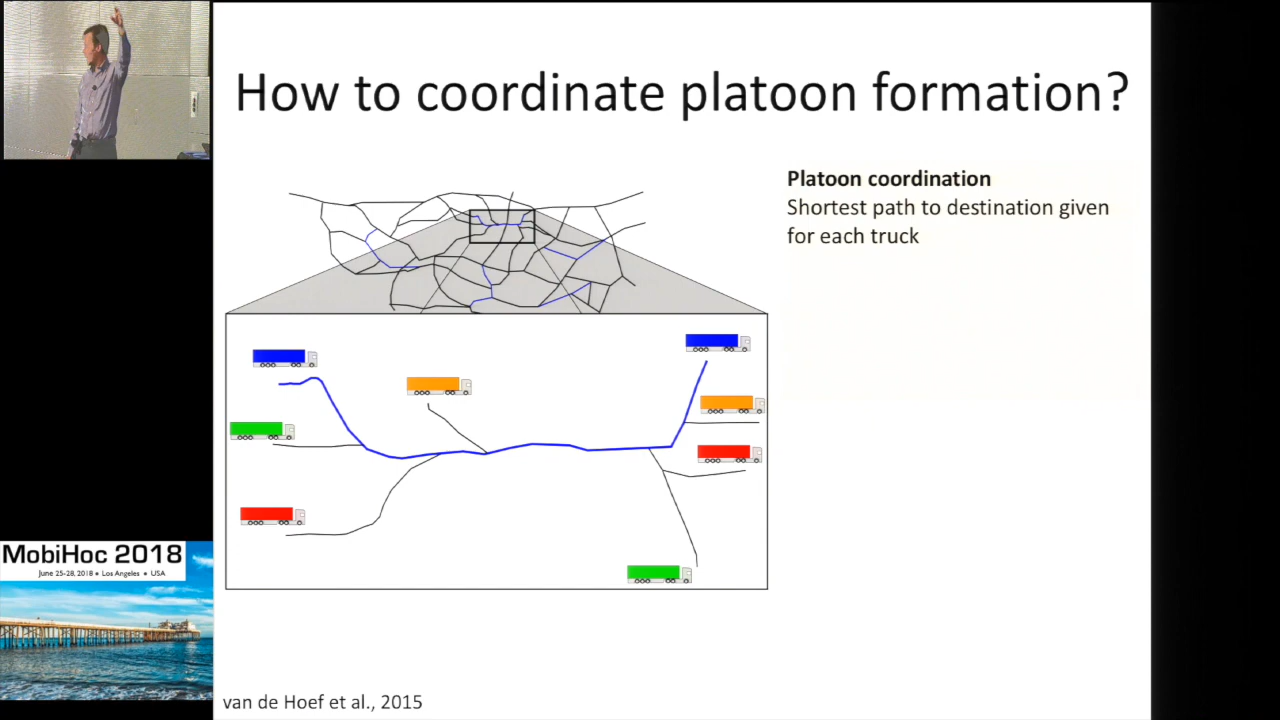 How to coordinate platoon formation?
Platoon coordination
Shortest path to destination given
for each truck
MobiHoc 2018
June 25-28, 2018 • Los Angeles • USA
van de Hoef et al., 2015